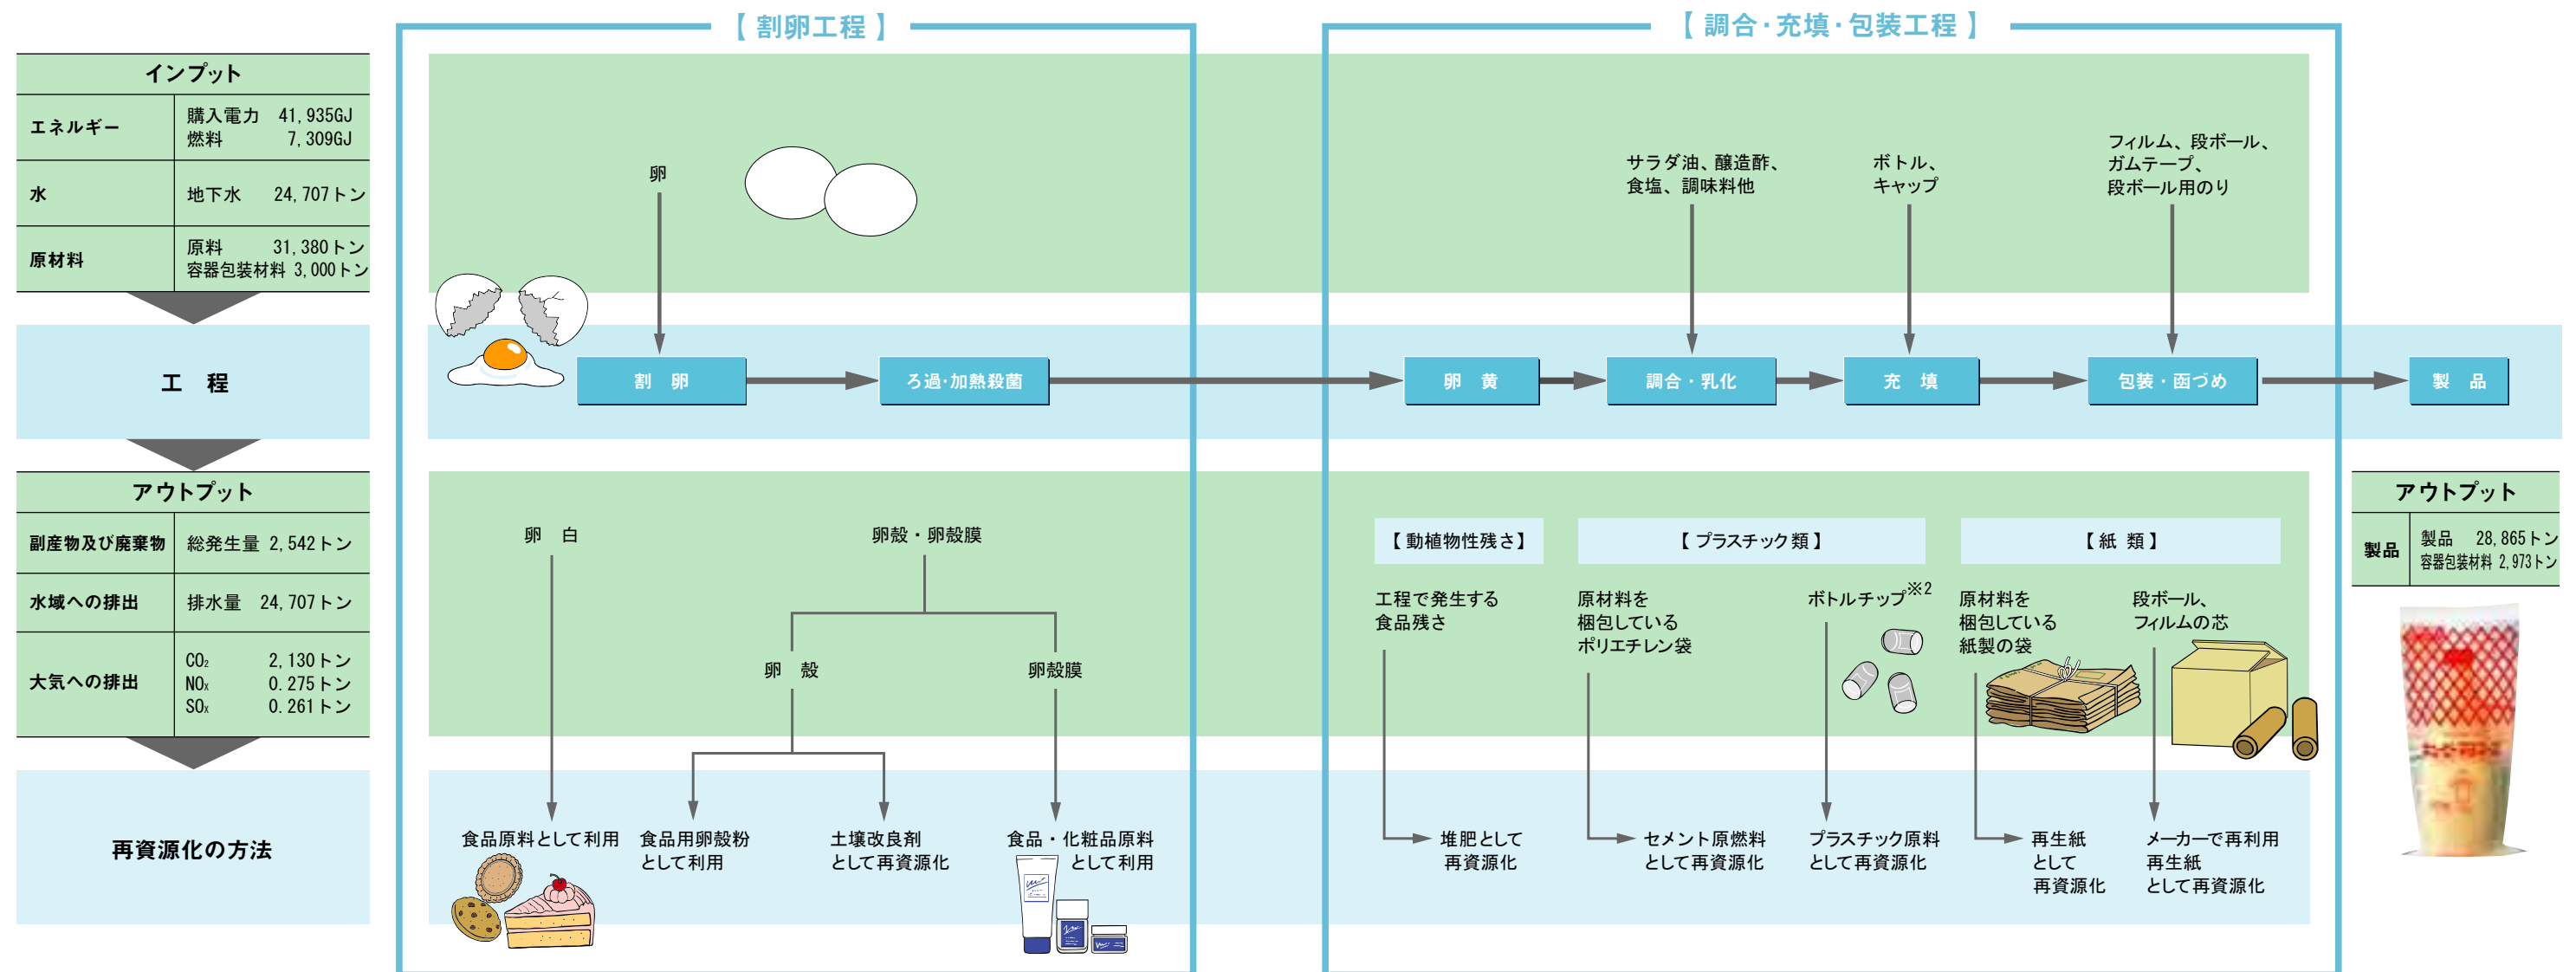 【 割卵工程 】
【 調合・充填・包装工程 】
インプット
エネルギー
購入電力 41,935GJ
燃料 7,309GJ
水
地下水 24,707トン
原材料
原料 31,380トン
容器包装材料 3,000トン
卵
サラダ油、醸造酢、
食塩、調味料他
ボトル、
キャップ
フィルム、段ボール、
ガムテープ、
段ボール用のり
工 程
割 卵
ろ過・加熱殺菌
卵 黄
調合・乳化
充 填
包装・函づめ
製 品
アウトプット
副産物及び廃棄物
総発生量 2,542トン
水域への排出
排水量 24,707トン
大気への排出
CO₂ 2,130トン
NOx 0.275トン
SOx 0.261トン
卵 白
卵殻・卵殻膜
卵 殻
卵殻膜
【 動植物性残さ】
工程で発生する
食品残さ
【 プラスチック類 】
原材料を
梱包している
ポリエチレン袋
ボトルチップ※2
【 紙 類 】
原材料を
梱包している
紙製の袋
段ボール、
フィルムの芯
アウトプット
製品
製品 28,865トン
容器包装材料 2,973トン
再資源化の方法
食品原料として利用
食品用卵殻粉
として利用
土壌改良剤
として再資源化
食品・化粧品原料
として利用
堆肥として
再資源化
セメント原燃料
として再資源化
プラスチック原料
として再資源化
再生紙
として
再資源化
メーカーで再利用
再生紙
として再資源化